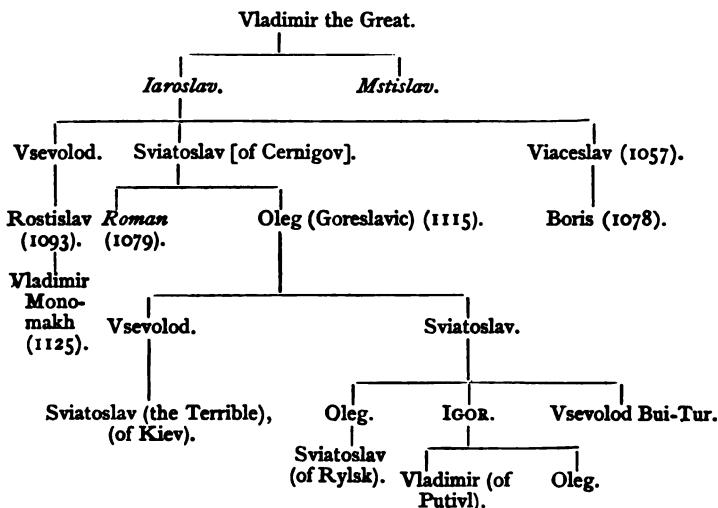 Vladimir the Great.
Iaroslav. Mstislav.
Vsevolod. Sviatoslav [of Cernigov]. Viaceslav (1057).
Rostislav Roman Oleg (Goreslavic) (1115). Boris (1078).
(1093). (1079).
Vladimir
Mono-
makh
(1125).
Vsevolod. Sviatoslav.
Sviatoslav (the Terrible), Oleg. IGOR. Vsevolod Bui-Tur.
(of Kiev).
Sviatoslav
(of Rylsk). Vladimir (of Oleg.
Putivl).